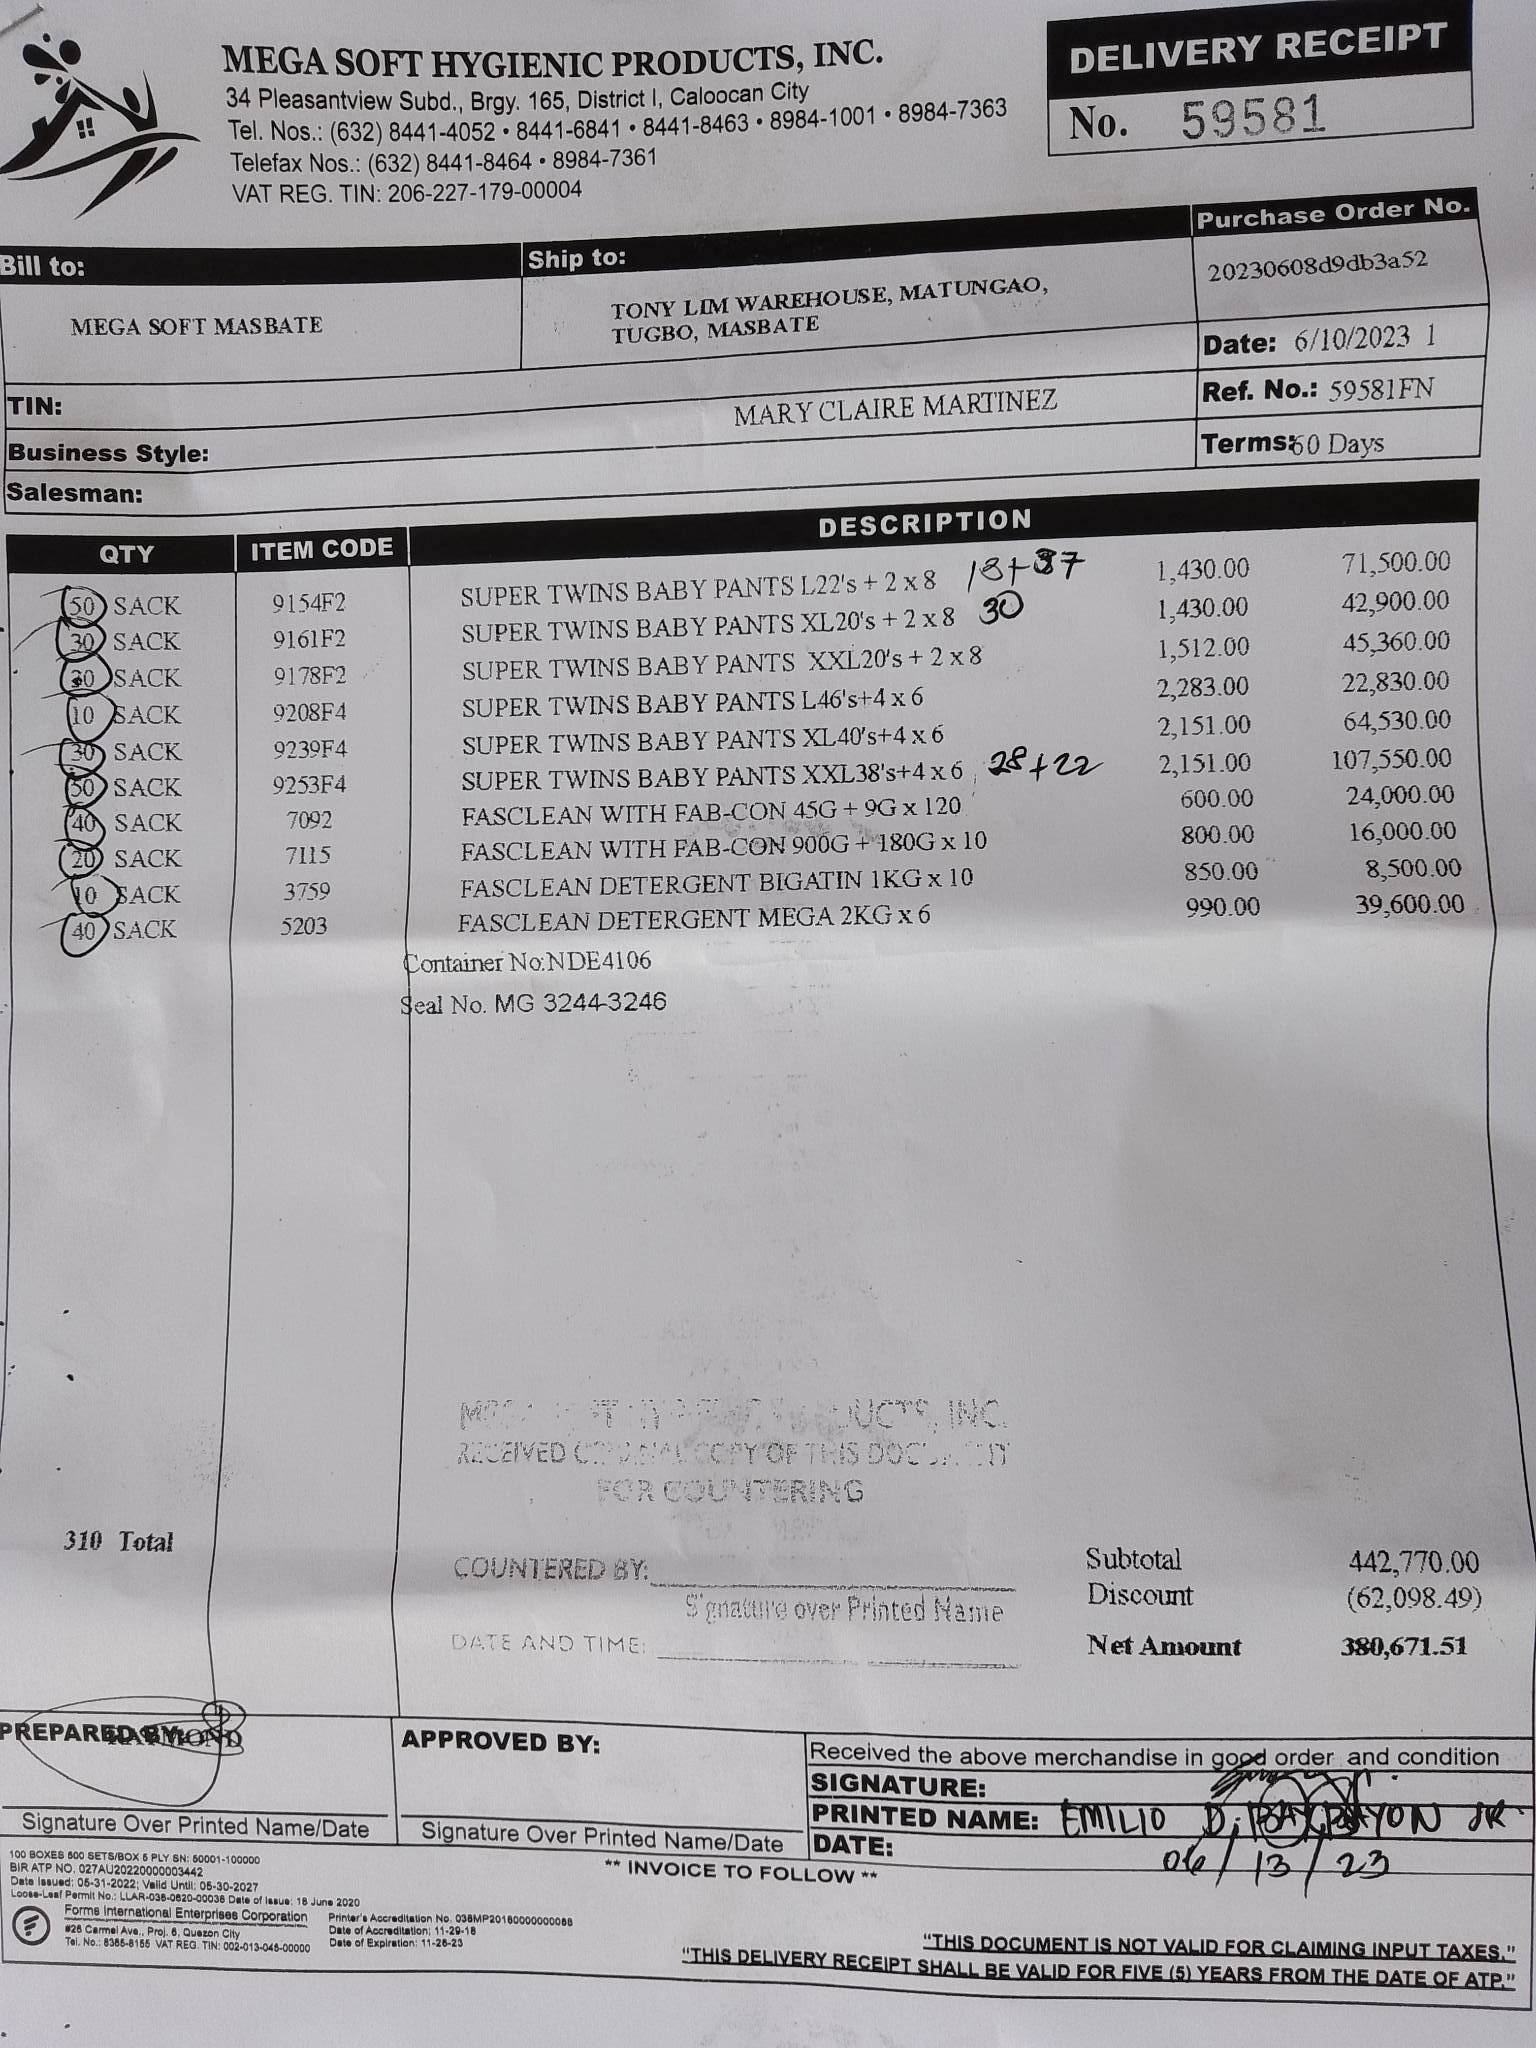 MEGA SOFT HYGIENIC PRODUCTS, INC.
34 Pleasantview Subd., Brgy. 165, District I, Caloocan City
Tel. Nos.: (632) 8441-4052 • 8441-6841 • 8441-8463 • 8984-1001 • 8984-7363
Telefax Nos.: (632) 8441-8464 • 8984-7361
VAT REG. TIN: 206-227-179-00004
DELIVERY RECEIPT
No. 59581
Bill to:
MEGA SOFT MASBATE
Ship to:
TONY LIM WAREHOUSE, MATUNGAO,
TUGBO, MASBATE
Purchase Order No.
20230608d9db3a52
Date: 6/10/2023 1
Ref. No.: 59581FN
Terms: 60 Days
TIN:
MARY CLAIRE MARTINEZ
Business Style:
Salesman:
QTY ITEM CODE DESCRIPTION
50 SACK 9154F2 SUPER TWINS BABY PANTS L22's + 2 x 8 13+37 1,430.00 71,500.00
30 SACK 9161F2 SUPER TWINS BABY PANTS XL20's + 2 x 8 30 1,430.00 42,900.00
30 SACK 9178F2 SUPER TWINS BABY PANTS XXL20's + 2 x 8 1,512.00 45,360.00
10 SACK 9208F4 SUPER TWINS BABY PANTS L46's+4 x 6 2,283.00 22,830.00
30 SACK 9239F4 SUPER TWINS BABY PANTS XL40's+4 x 6 2,151.00 64,530.00
50 SACK 9253F4 SUPER TWINS BABY PANTS XXL38's+4 x 6 28+22 2,151.00 107,550.00
40 SACK 7092 FASCLEAN WITH FAB-CON 45G + 9G x 120 600.00 24,000.00
20 SACK 7115 FASCLEAN WITH FAB-CON 900G + 180G x 10 800.00 16,000.00
10 SACK 3759 FASCLEAN DETERGENT BIGATIN 1KG x 10 850.00 8,500.00
40 SACK 5203 FASCLEAN DETERGENT MEGA 2KG x 6 990.00 39,600.00
Container No:NDE4106
Seal No. MG 3244-3246
PRODUCTS, INC.
RECEIVED ORIGINAL COPY OF THIS DOCUMENT
FOR COUNTERING
310 Total
COUNTERED BY:
Signature over Printed Name
DATE AND TIME:
Subtotal 442,770.00
Discount (62,098.49)
Net Amount 380,671.51
PREPARED BY: RAYMOND
Signature Over Printed Name/Date
APPROVED BY:
Signature Over Printed Name/Date
Received the above merchandise in good order and condition
SIGNATURE:
PRINTED NAME: EMILIO D. BAYBAYON JR
DATE: 06/13/23
** INVOICE TO FOLLOW **
100 BOXES 500 SETS/BOX 5 PLY SN: 50001-100000
BIR ATP NO. 027AU20220000003442
Date Issued: 05-31-2022; Valid Until: 05-30-2027
Loose-Leaf Permit No.: LLAR-036-0620-00036 Date of Issue: 18 June 2020
Forms International Enterprises Corporation
#26 Carmel Ave., Proj. 6, Quezon City
Tel. No.: 8355-8155 VAT REG. TIN: 002-013-045-00000
Printer's Accreditation No. 038MP20180000000088
Date of Accreditation: 11-29-18
Date of Expiration: 11-28-23
"THIS DOCUMENT IS NOT VALID FOR CLAIMING INPUT TAXES."
"THIS DELIVERY RECEIPT SHALL BE VALID FOR FIVE (5) YEARS FROM THE DATE OF ATP."